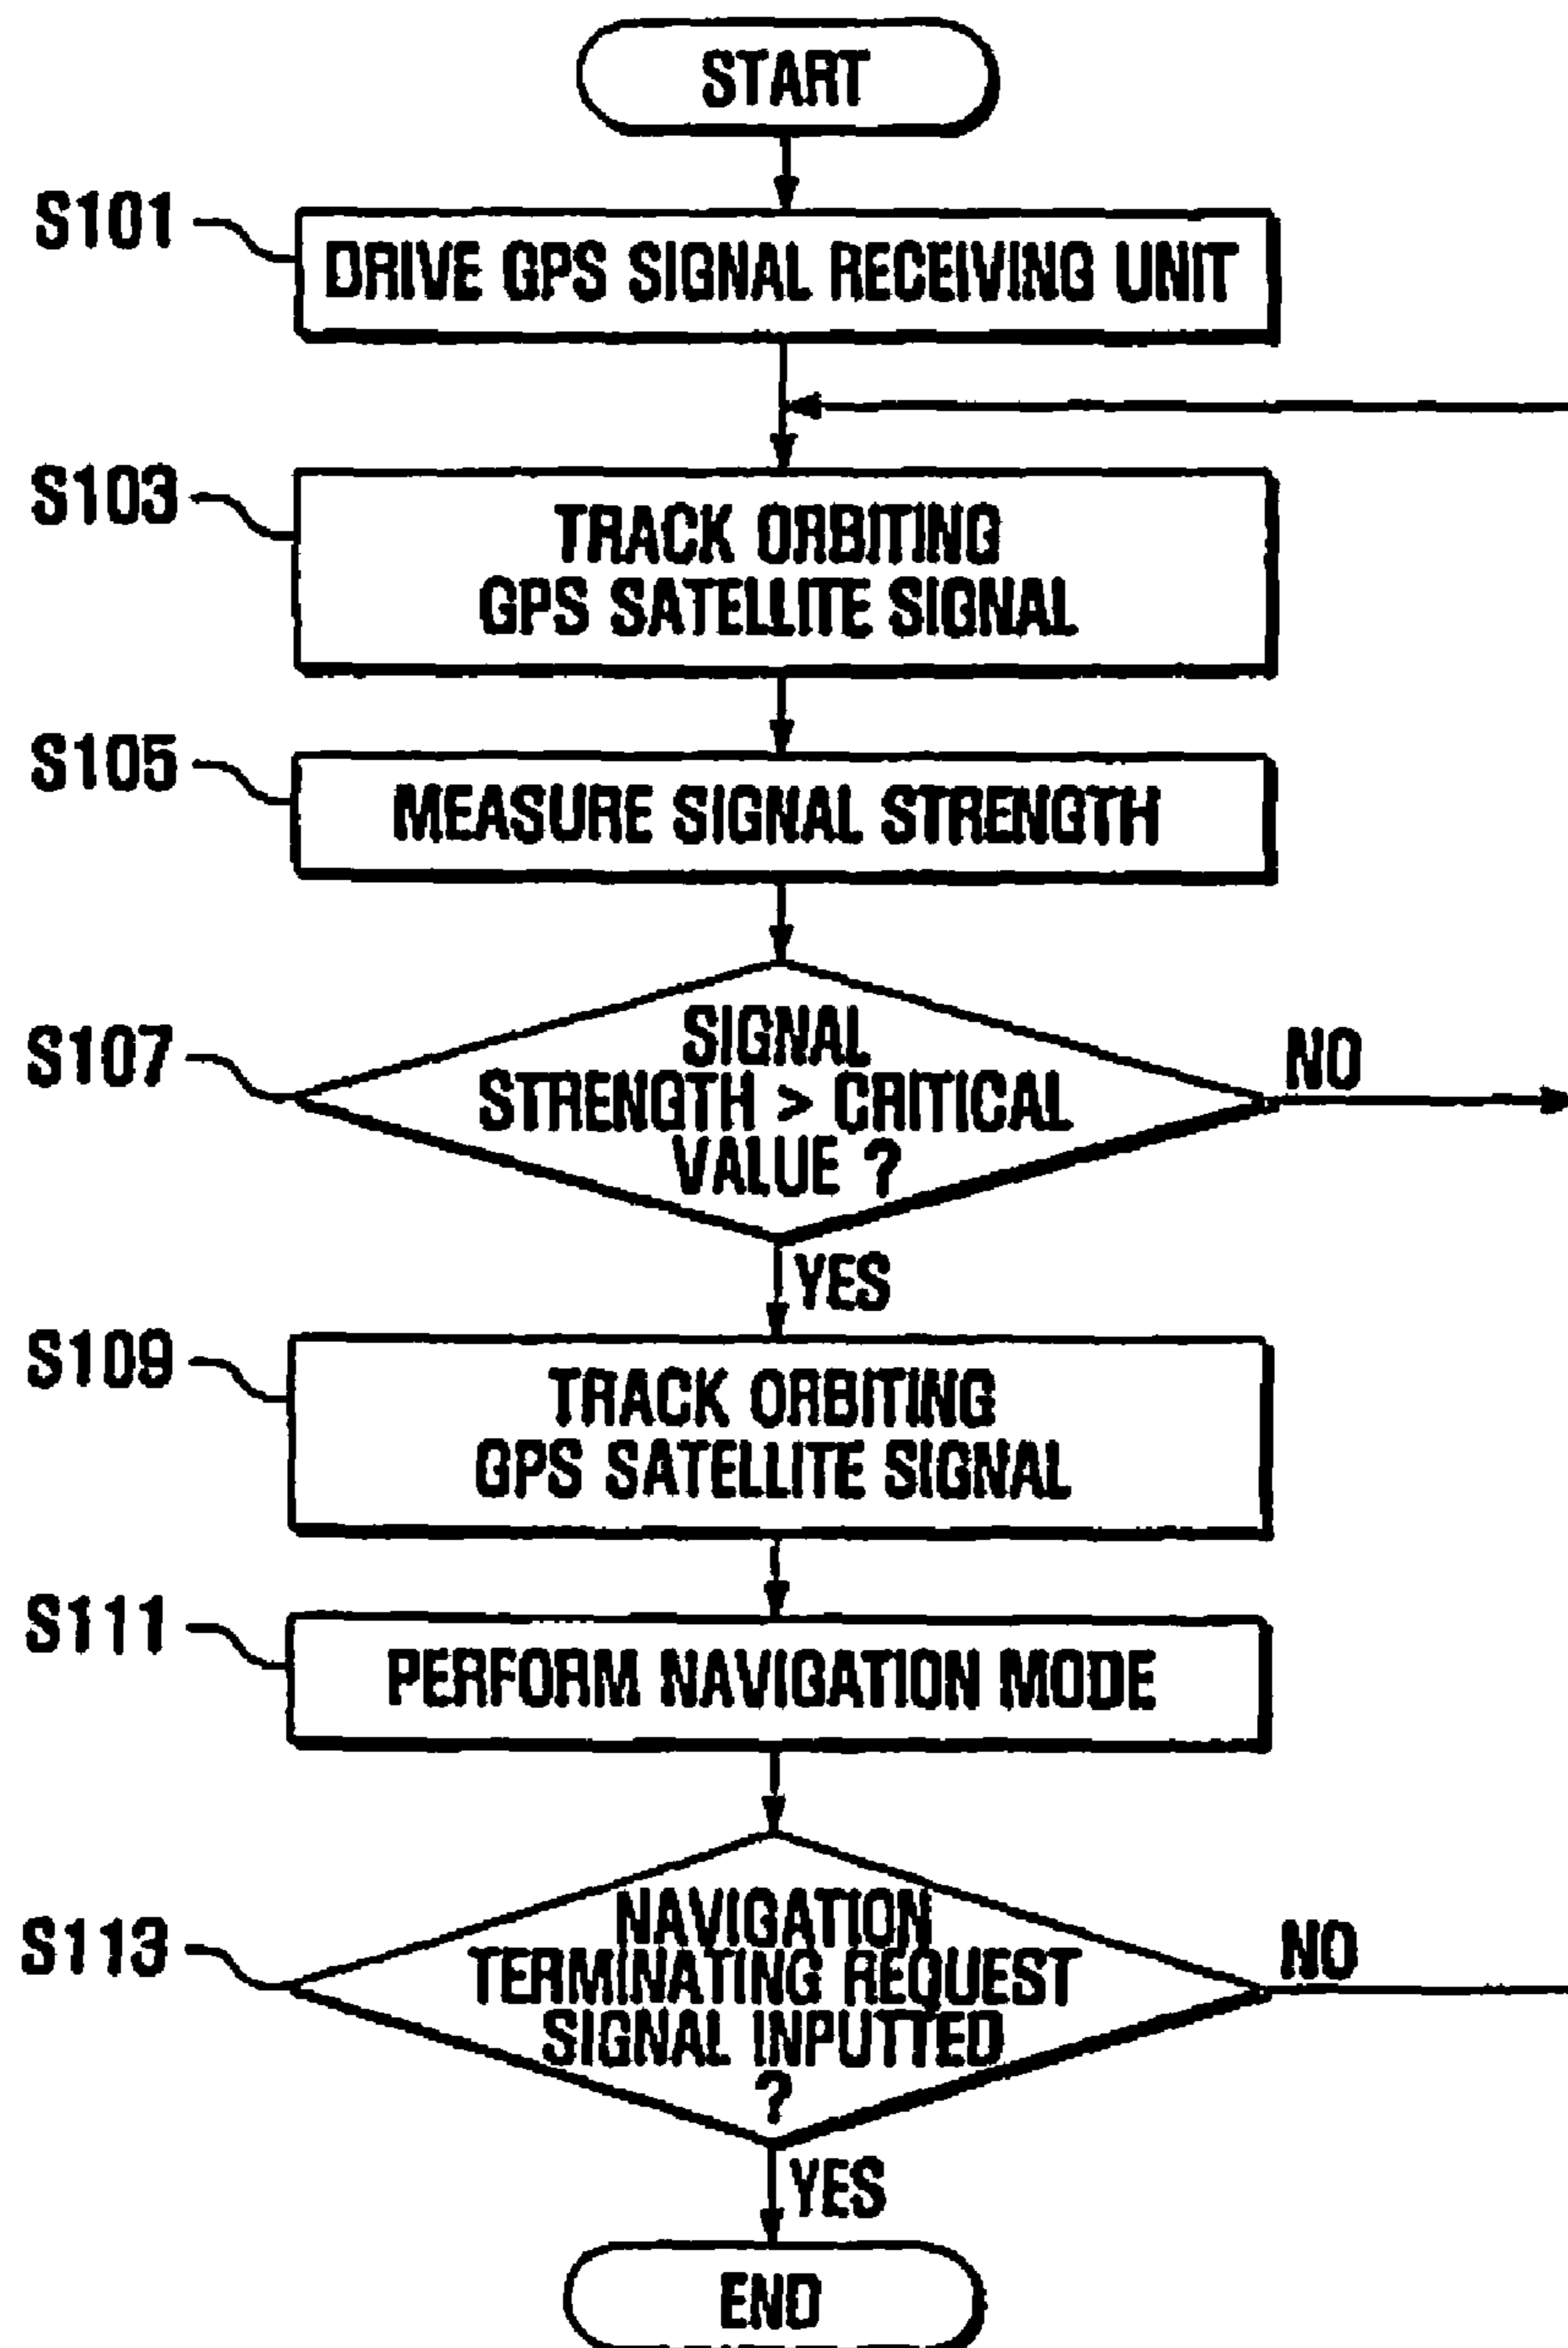 START
S101
DRIVE GPS SIGNAL RECEIVING UNIT
S103
TRACK ORBITING
GPS SATELLITE SIGNAL
S105
MEASURE SIGNAL STRENGTH
S107
SIGNAL
STRENGTH > CRITICAL
VALUE ?
NO
YES
S109
TRACK ORBITING
GPS SATELLITE SIGNAL
S111
PERFORM NAVIGATION MODE
S113
NAVIGATION
TERMINATING REQUEST
SIGNAL INPUTTED
?
NO
YES
END